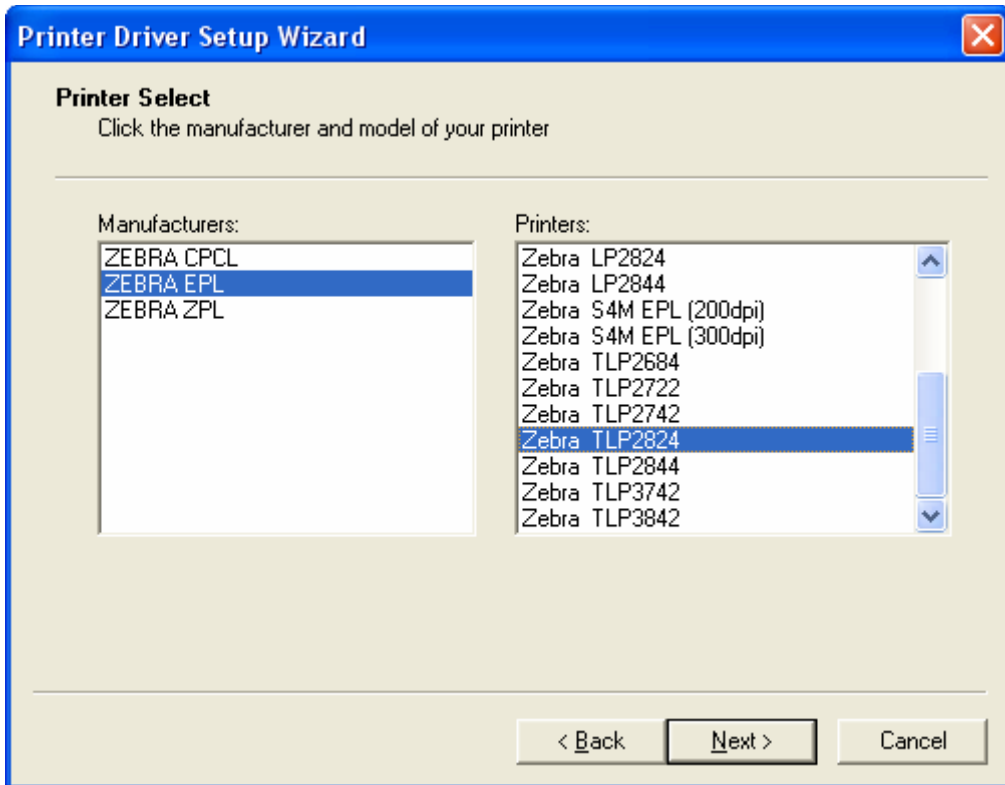 Printer Driver Setup Wizard
Printer Select
Click the manufacturer and model of your printer
Manufacturers:
ZEBRA CPCL
ZEBRA EPL
ZEBRA ZPL
Printers:
Zebra LP2824
Zebra LP2844
Zebra S4M EPL (200dpi)
Zebra S4M EPL (300dpi)
Zebra TLP2684
Zebra TLP2722
Zebra TLP2742
Zebra TLP2824
Zebra TLP2844
Zebra TLP3742
Zebra TLP3842
< Back
Next >
Cancel